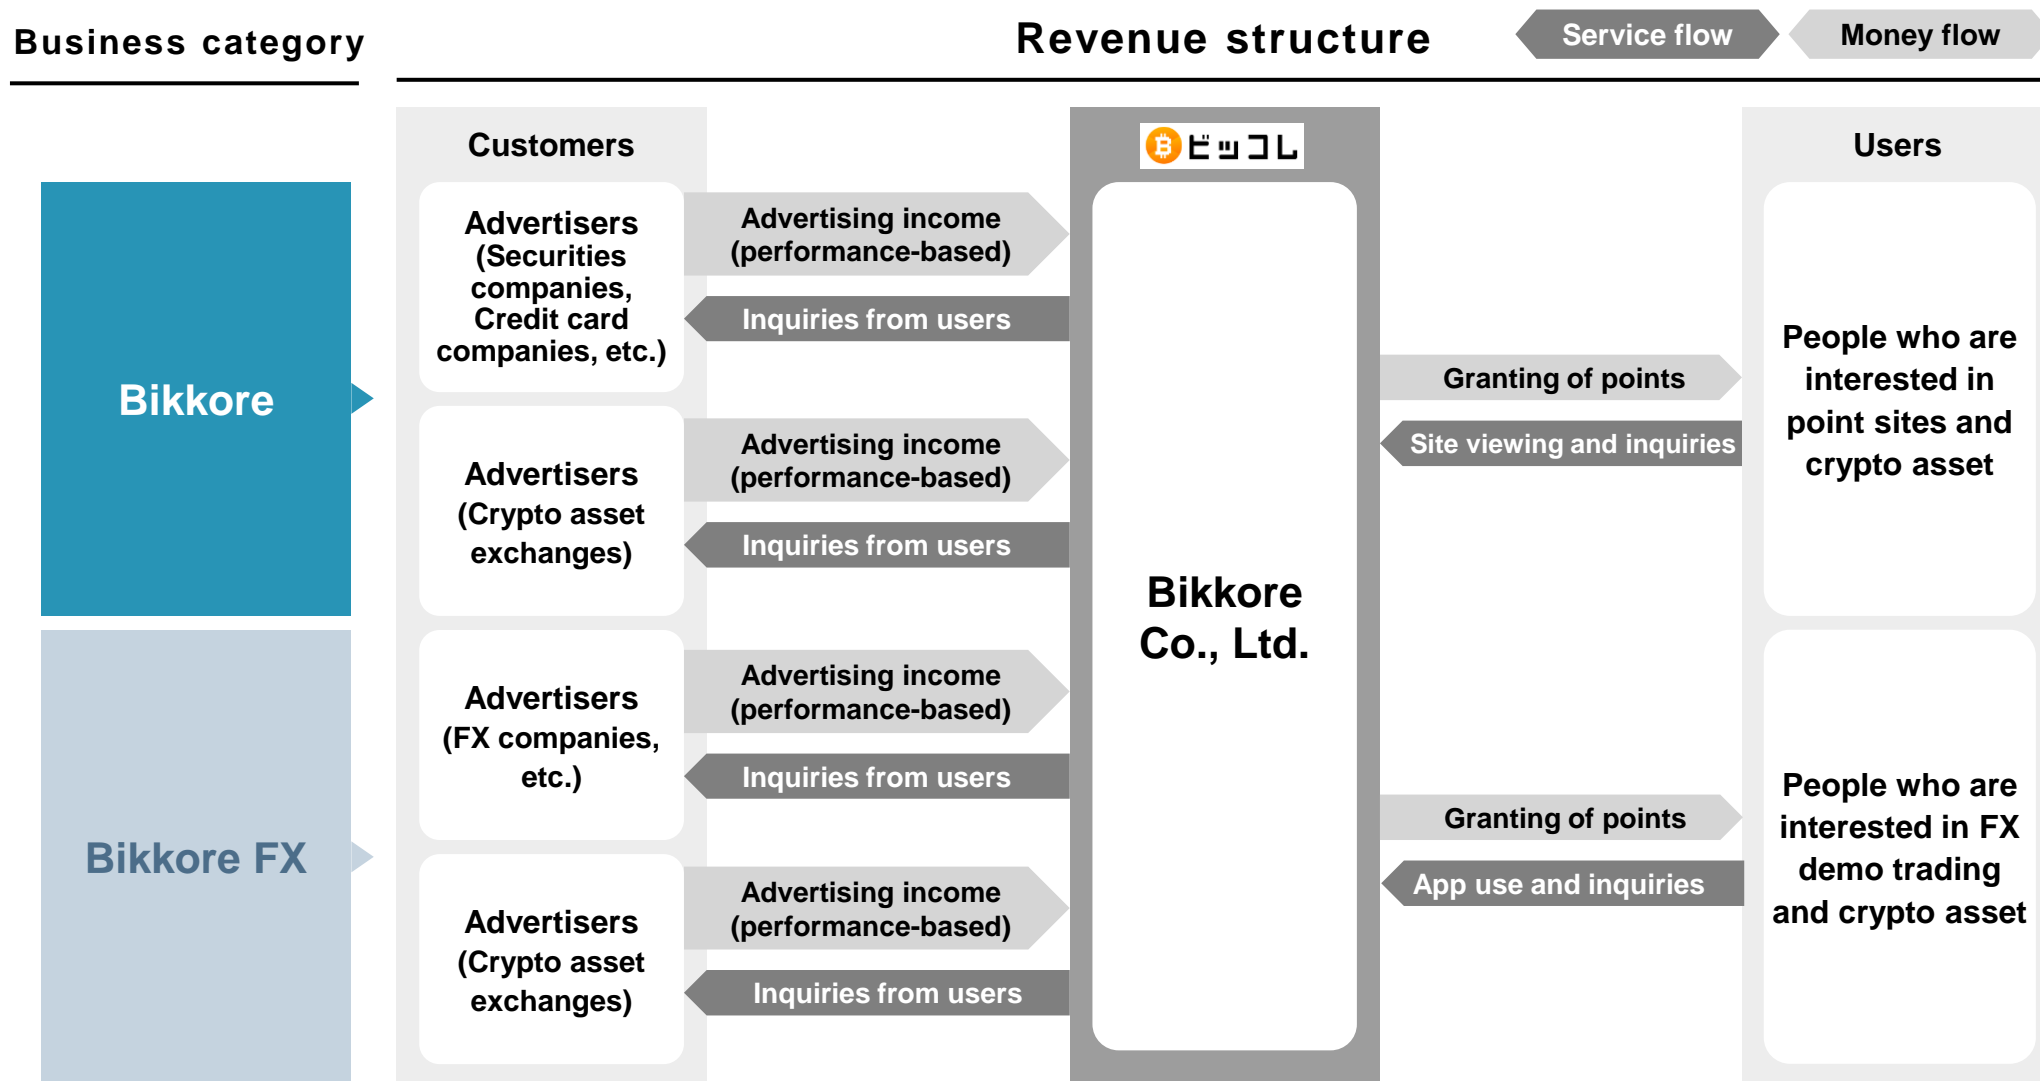 Business category
Revenue structure
Service flow
Money flow
Customers
ビッコレ
Users
Bikkore
Advertisers
(Securities
companies,
Credit card
companies, etc.)
Advertising income
(performance-based)
Inquiries from users
Advertisers
(Crypto asset
exchanges)
Advertising income
(performance-based)
Inquiries from users
Bikkore FX
Advertisers
(FX companies,
etc.)
Advertising income
(performance-based)
Inquiries from users
Advertisers
(Crypto asset
exchanges)
Advertising income
(performance-based)
Inquiries from users
Bikkore
Co., Ltd.
Granting of points
Site viewing and inquiries
People who are
interested in
point sites and
crypto asset
Granting of points
App use and inquiries
People who are
interested in FX
demo trading
and crypto asset